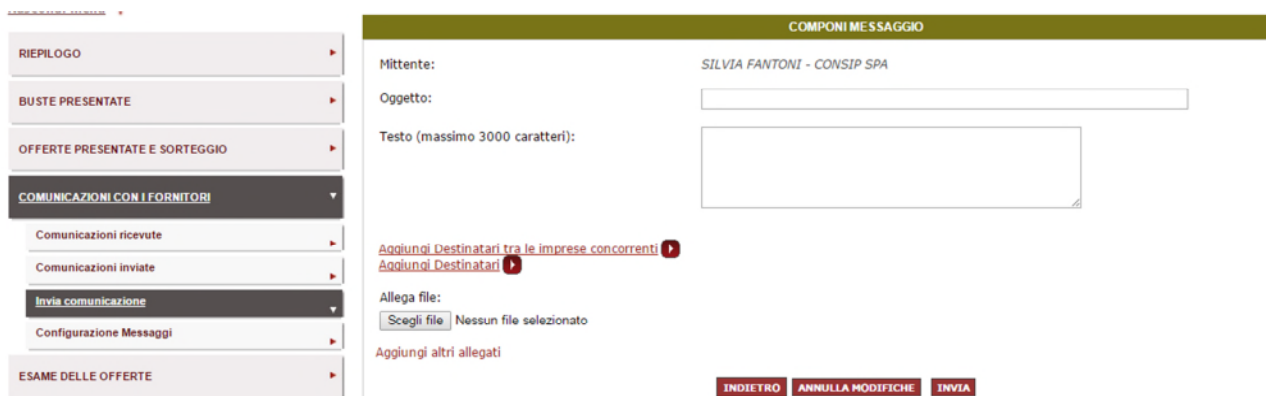 COMPONI MESSAGGIO
RIEPILOGO
BUSTE PRESENTATE
OFFERTE PRESENTATE E SORTEGGIO
COMUNICAZIONI CON I FORNITORI
Comunicazioni ricevute
Comunicazioni inviate
Invia comunicazione
Configurazione Messaggi
ESAME DELLE OFFERTE
Mittente: SILVIA FANTONI - CONSIP SPA
Oggetto:
Testo (massimo 3000 caratteri):
Aggiungi Destinatari tra le imprese concorrenti
Aggiungi Destinatari
Allega file:
Scegli file Nessun file selezionato
Aggiungi altri allegati
INDIETRO ANNULLA MODIFICHE INVIA